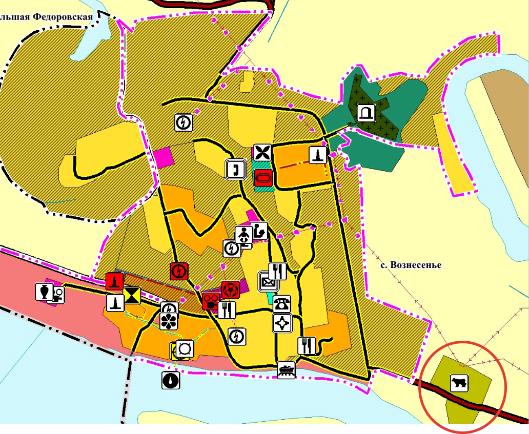 льшая Федоровская
с. Вознесенье